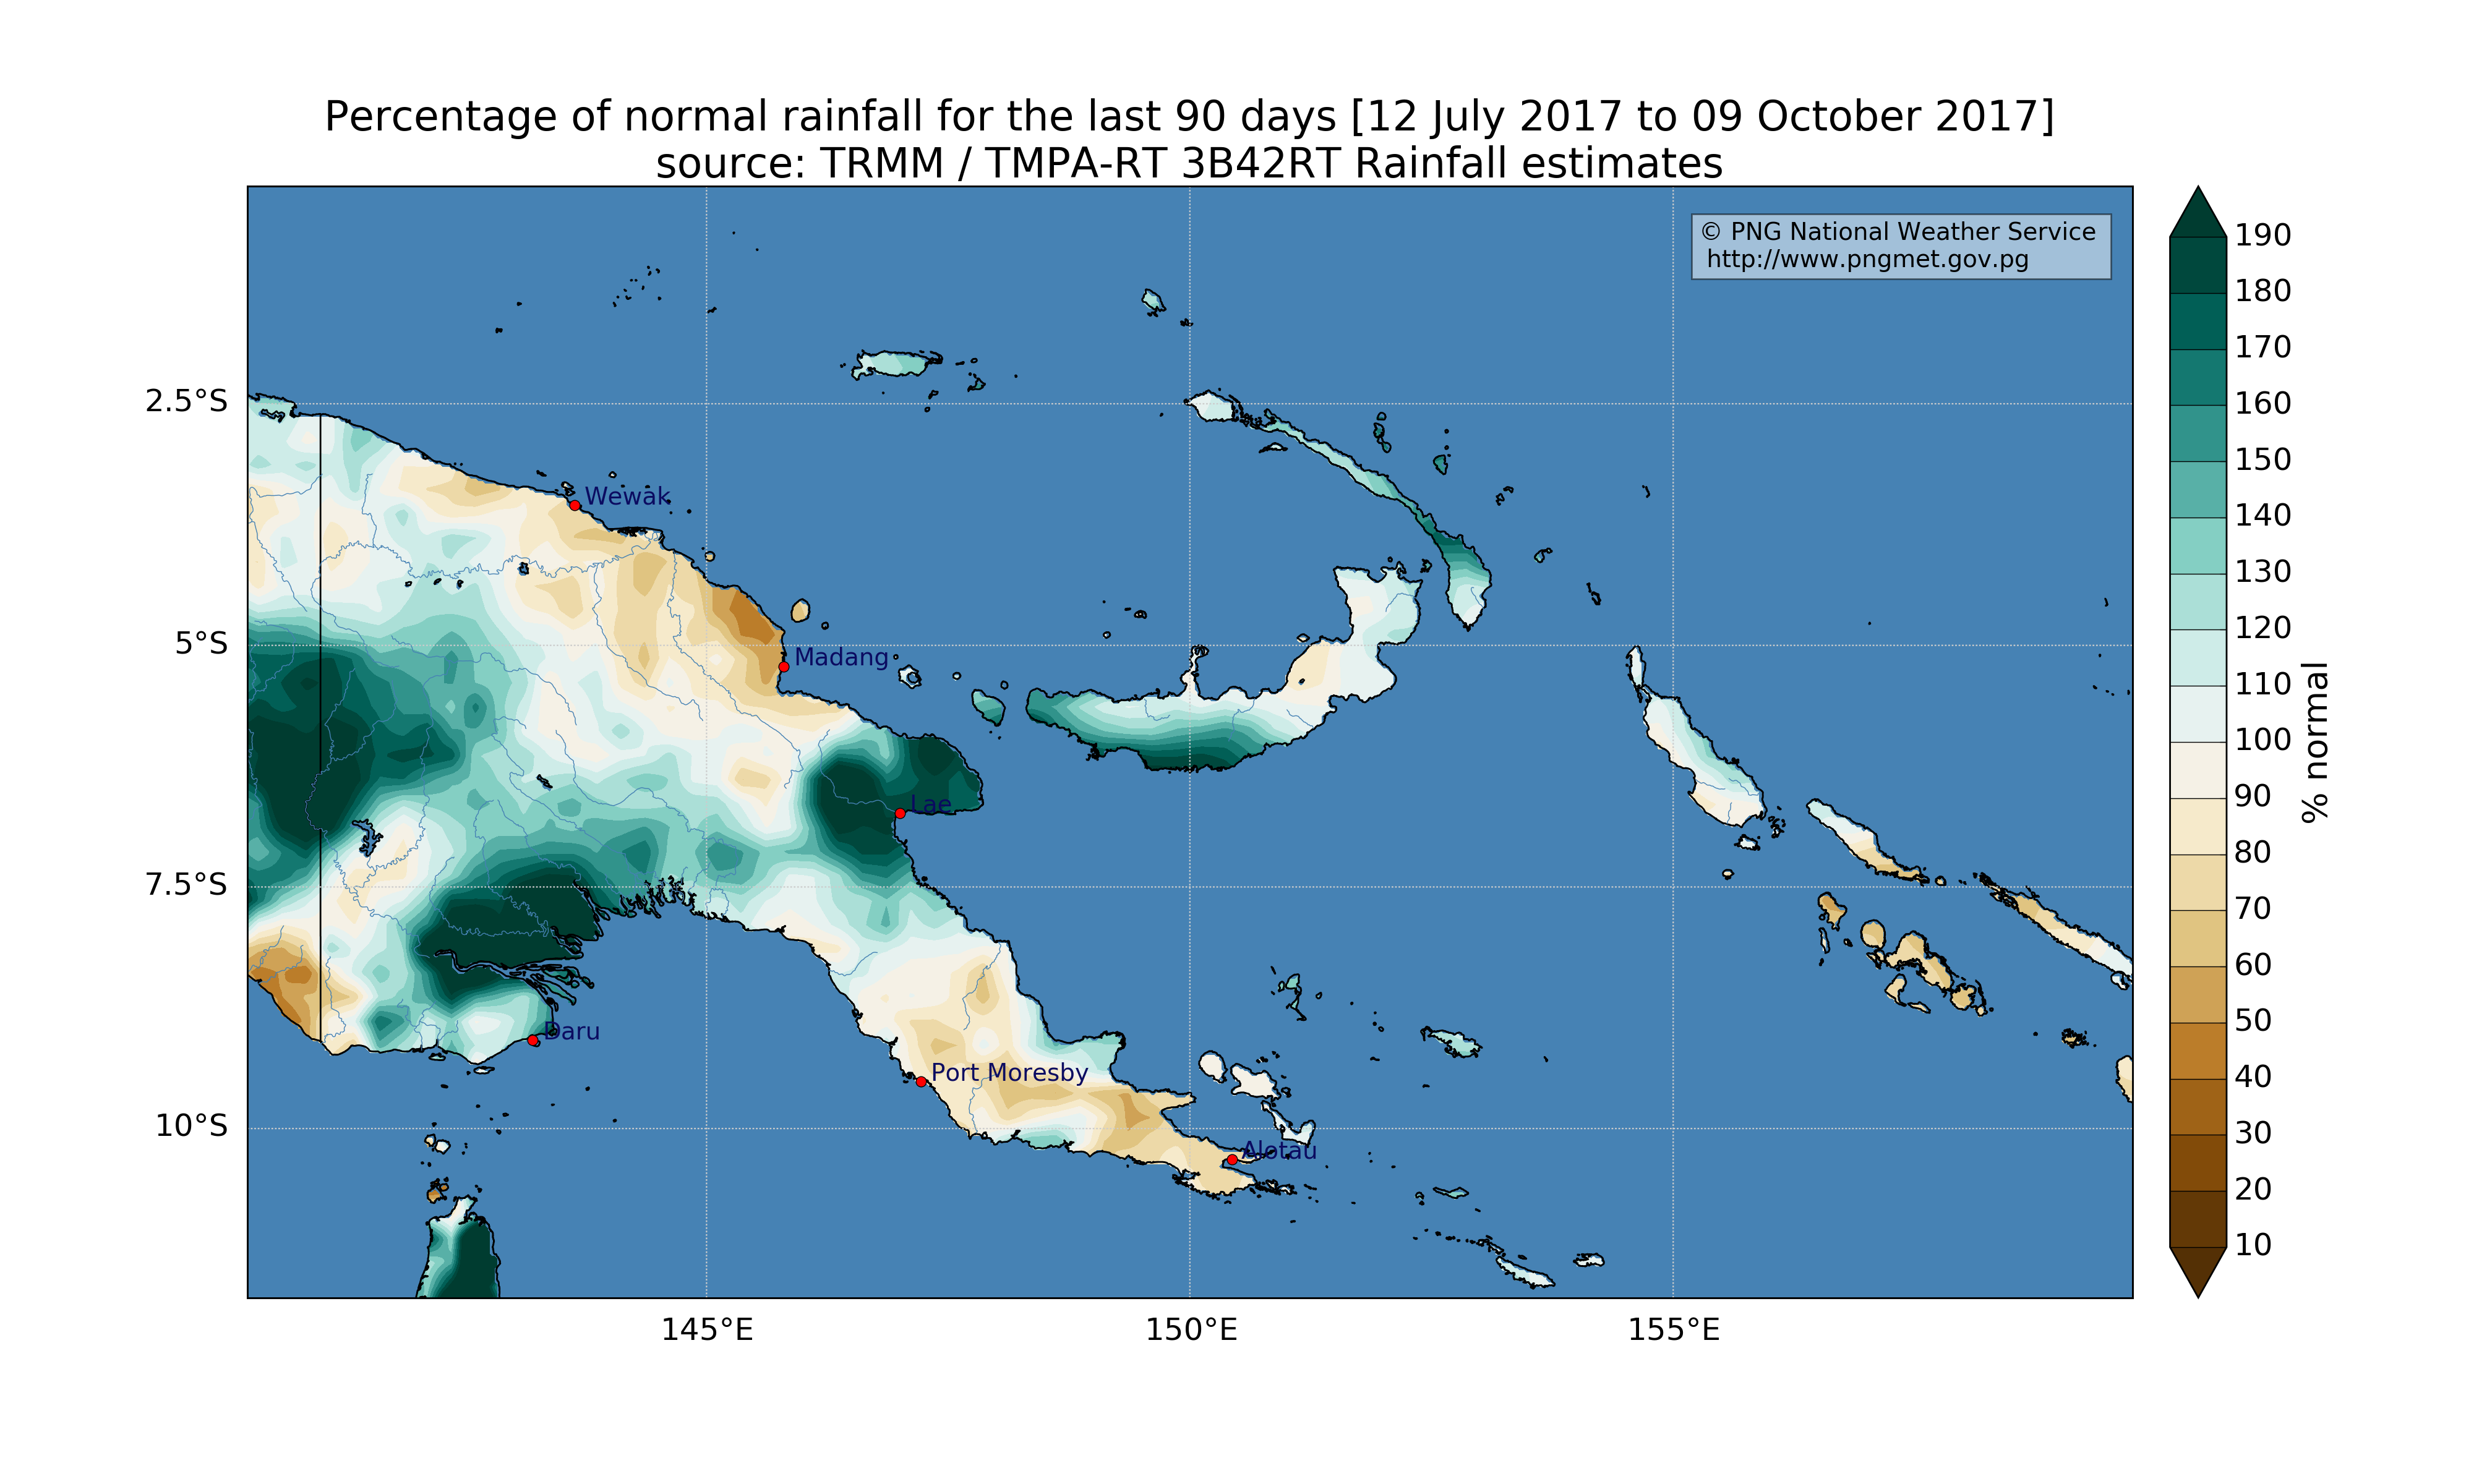 Percentage of normal rainfall for the last 90 days [12 July 2017 to 09 October 2017]
source: TRMM / TMPA-RT 3B42RT Rainfall estimates
© PNG National Weather Service
http://www.pngmet.gov.pg
2.5°S
5°S
7.5°S
10°S
Wewak
Madang
Lae
Daru
Port Moresby
Alotau
145°E
150°E
155°E
190
180
170
160
150
140
130
120
110
100
90
80
70
60
50
40
30
20
10
% normal